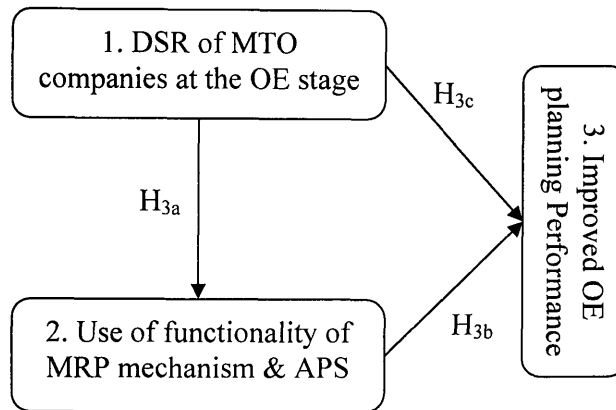 1. DSR of MTO
companies at the OE stage
H3c
3. Improved OE
planning Performance
H3a
2. Use of functionality of
MRP mechanism & APS
H3b